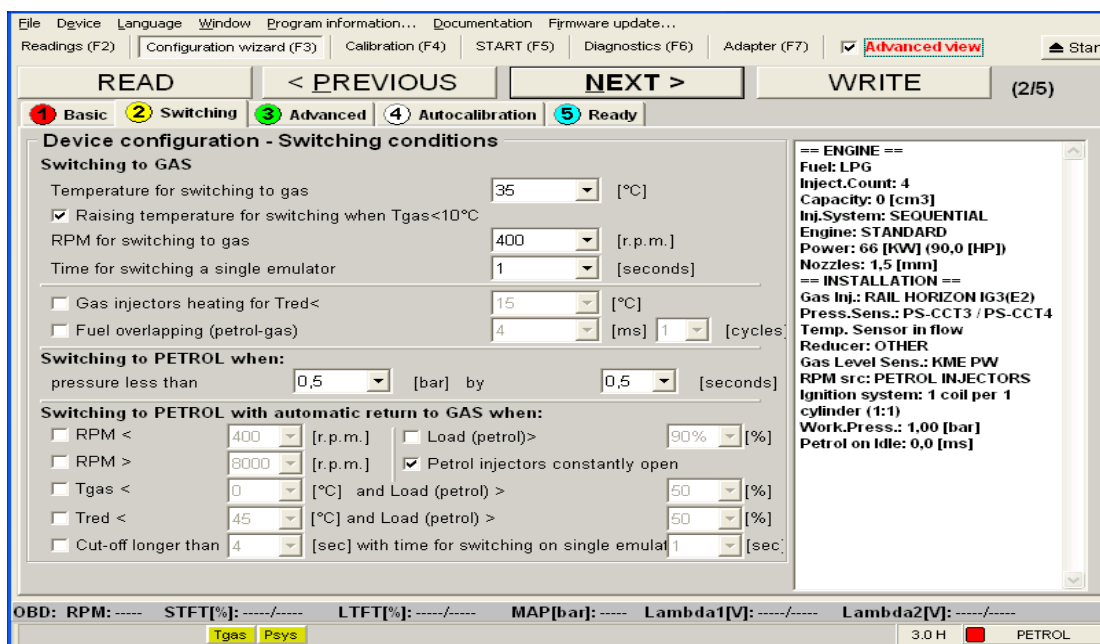 File Device Language Window Program information... Documentation Firmware update...
Readings (F2) Configuration wizard (F3) Calibration (F4) START (F5) Diagnostics (F6) Adapter (F7) Advanced view Star
READ < PREVIOUS NEXT > WRITE (2/5)
1 Basic 2 Switching 3 Advanced 4 Autocalibration 5 Ready
Device configuration - Switching conditions
Switching to GAS
Temperature for switching to gas 35 [°C]
Raising temperature for switching when Tgas<10°C
RPM for switching to gas 400 [r.p.m.]
Time for switching a single emulator 1 [seconds]
Gas injectors heating for Tred< 15 [°C]
Fuel overlapping (petrol-gas) 4 [ms] 1 [cycles]
Switching to PETROL when:
pressure less than 0,5 [bar] by 0,5 [seconds]
Switching to PETROL with automatic return to GAS when:
RPM < 400 [r.p.m.] Load (petrol)> 90% [%]
RPM > 8000 [r.p.m.] Petrol injectors constantly open
Tgas < 0 [°C] and Load (petrol) > 50 [%]
Tred < 45 [°C] and Load (petrol) > 50 [%]
Cut-off longer than 4 [sec] with time for switching on single emulat 1 [sec]
== ENGINE ==
Fuel: LPG
Inject.Count: 4
Capacity: 0 [cm3]
Inj.System: SEQUENTIAL
Engine: STANDARD
Power: 66 [KW] (90,0 [HP])
Nozzles: 1,5 [mm]
== INSTALLATION ==
Gas Inj.: RAIL HORIZON IG3(E2)
Press.Sens.: PS-CCT3 / PS-CCT4
Temp. Sensor in flow
Reducer: OTHER
Gas Level Sens.: KME PW
RPM src: PETROL INJECTORS
Ignition system: 1 coil per 1
cylinder (1:1)
Work.Press.: 1,00 [bar]
Petrol on Idle: 0,0 [ms]
OBD: RPM: ----- STFT[%]: -----/----- LTFT[%]: -----/----- MAP[bar]: ----- Lambda1[V]: -----/----- Lambda2[V]: -----/-----
Tgas Psys 3.0 H PETROL